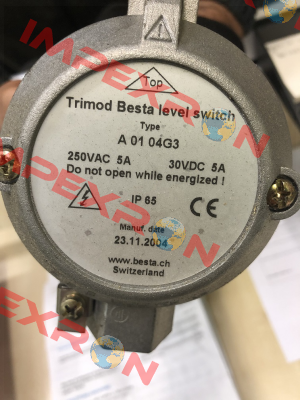 IMPEXRON
Top
Trimod Besta level switch
Type
A 01 04G3
250VAC 5A 30VDC 5A
Do not open while energized !
IP 65 CE
Manuf. date
23.11.2004
www.besta.ch
Switzerland
IMPEXRON